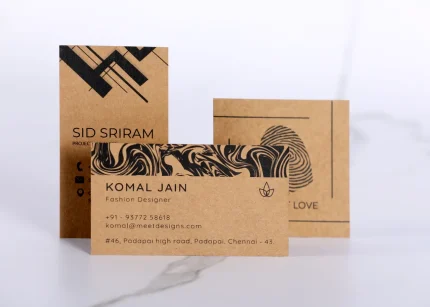 SID SRIRAM
PROJECT
KOMAL JAIN
Fashion Designer
+91 - 93772 58618
komal@meetdesigns.com
#46, Padapai high road, Padapai, Chennai - 43.
LOVE